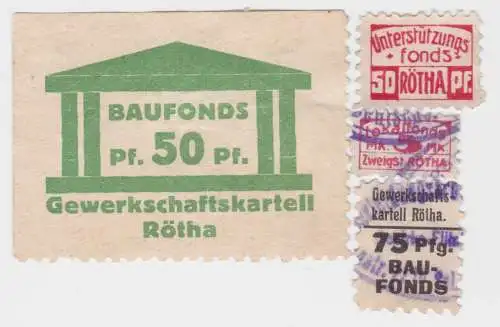 BAUFONDS
Pf. 50 Pf.
Gewerkschaftskartell
Rötha
Unterstützungs
fonds
50 RÖTHA Pf.
Lokalfonds
MK. MK
Zweigst. RÖTHA
Gewerkschafts
kartell Rötha.
75 Pfg.
BAU-
FONDS